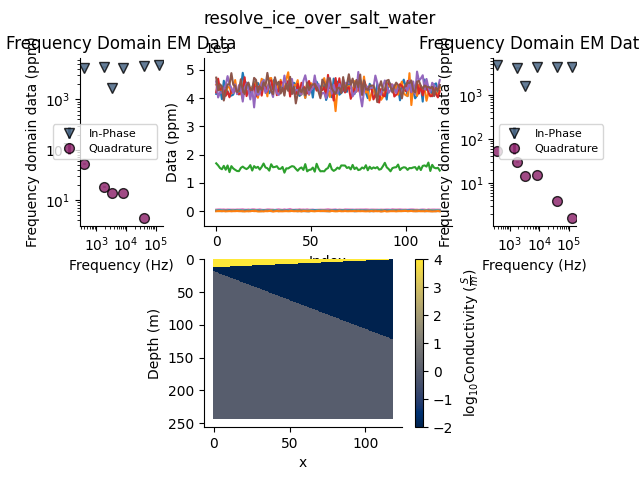 resolve_ice_over_salt_water
Frequency Domain EM Data
Frequency domain data (ppm)
10³
10²
10¹
In-Phase
Quadrature
10¹ 10³ 10⁴ 10⁵
Frequency (Hz)
1e3
Data (ppm)
5
4
3
2
1
0
0 50 100
Index
Frequency Domain EM Dat
Frequency domain data (ppm)
10³
10²
10¹
In-Phase
Quadrature
10³ 10⁴ 10⁵
Frequency (Hz)
Depth (m)
0
50
100
150
200
250
0 50 100
x
4
3
2
1
0
−1
−2
log₁₀Conductivity (S/m)